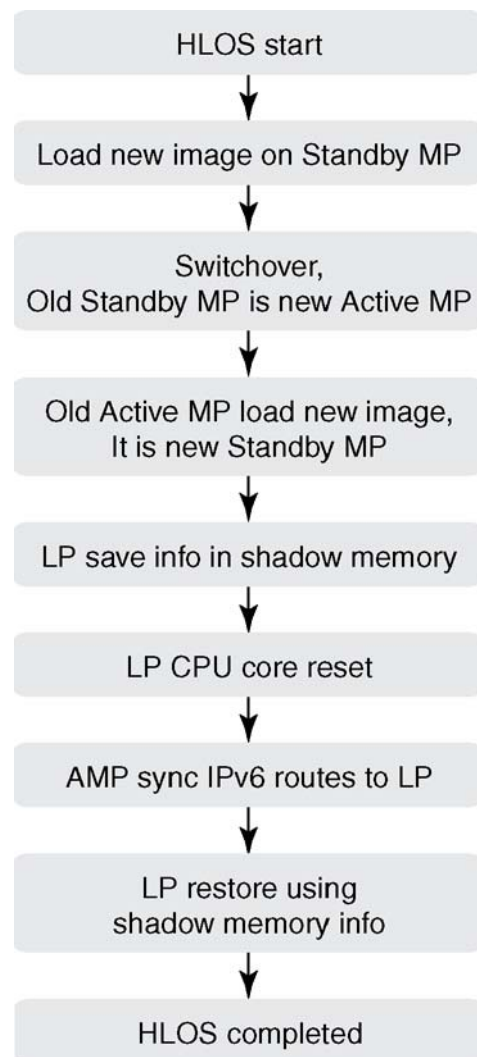 HLOS start
Load new image on Standby MP
Switchover,
Old Standby MP is new Active MP
Old Active MP load new image,
It is new Standby MP
LP save info in shadow memory
LP CPU core reset
AMP sync IPv6 routes to LP
LP restore using
shadow memory info
HLOS completed